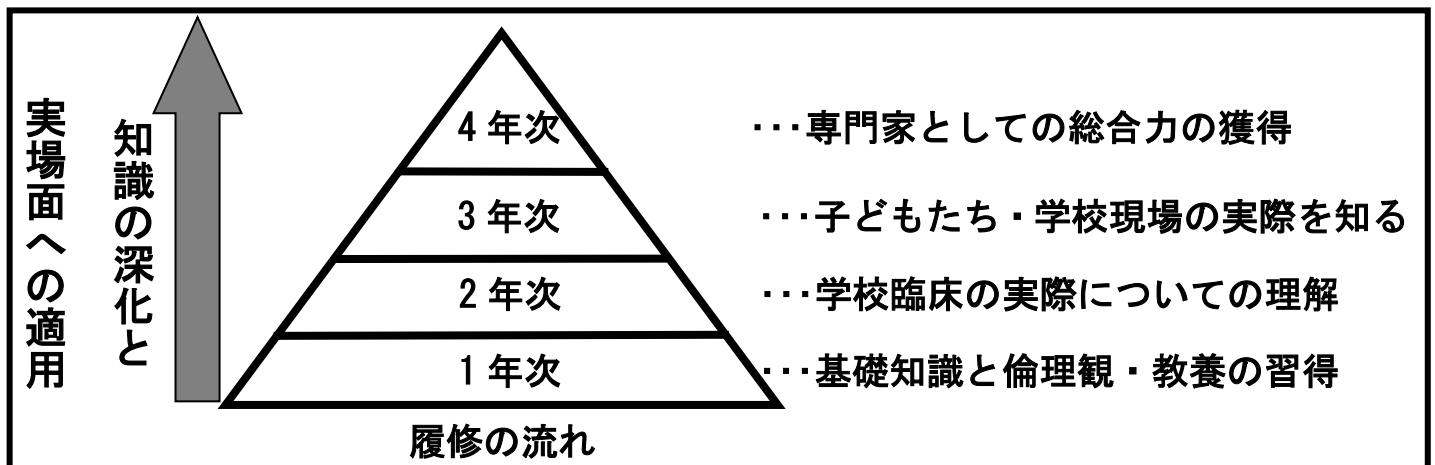 知識の深化と
実場面への適用
4年次 ･･･専門家としての総合力の獲得
3年次 ･･･子どもたち・学校現場の実際を知る
2年次 ･･･学校臨床の実際についての理解
1年次 ･･･基礎知識と倫理観・教養の習得
履修の流れ